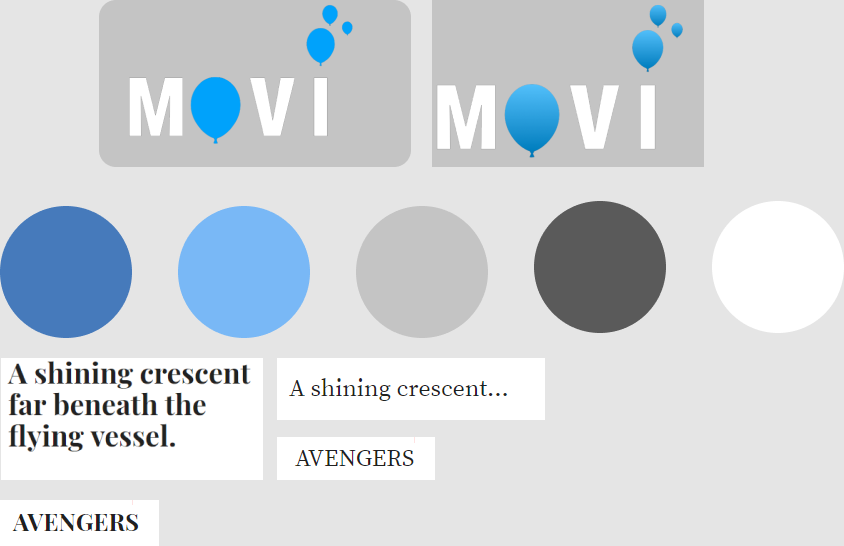 MOVI
MOVI
A shining crescent
far beneath the
flying vessel.
A shining crescent...
AVENGERS
AVENGERS